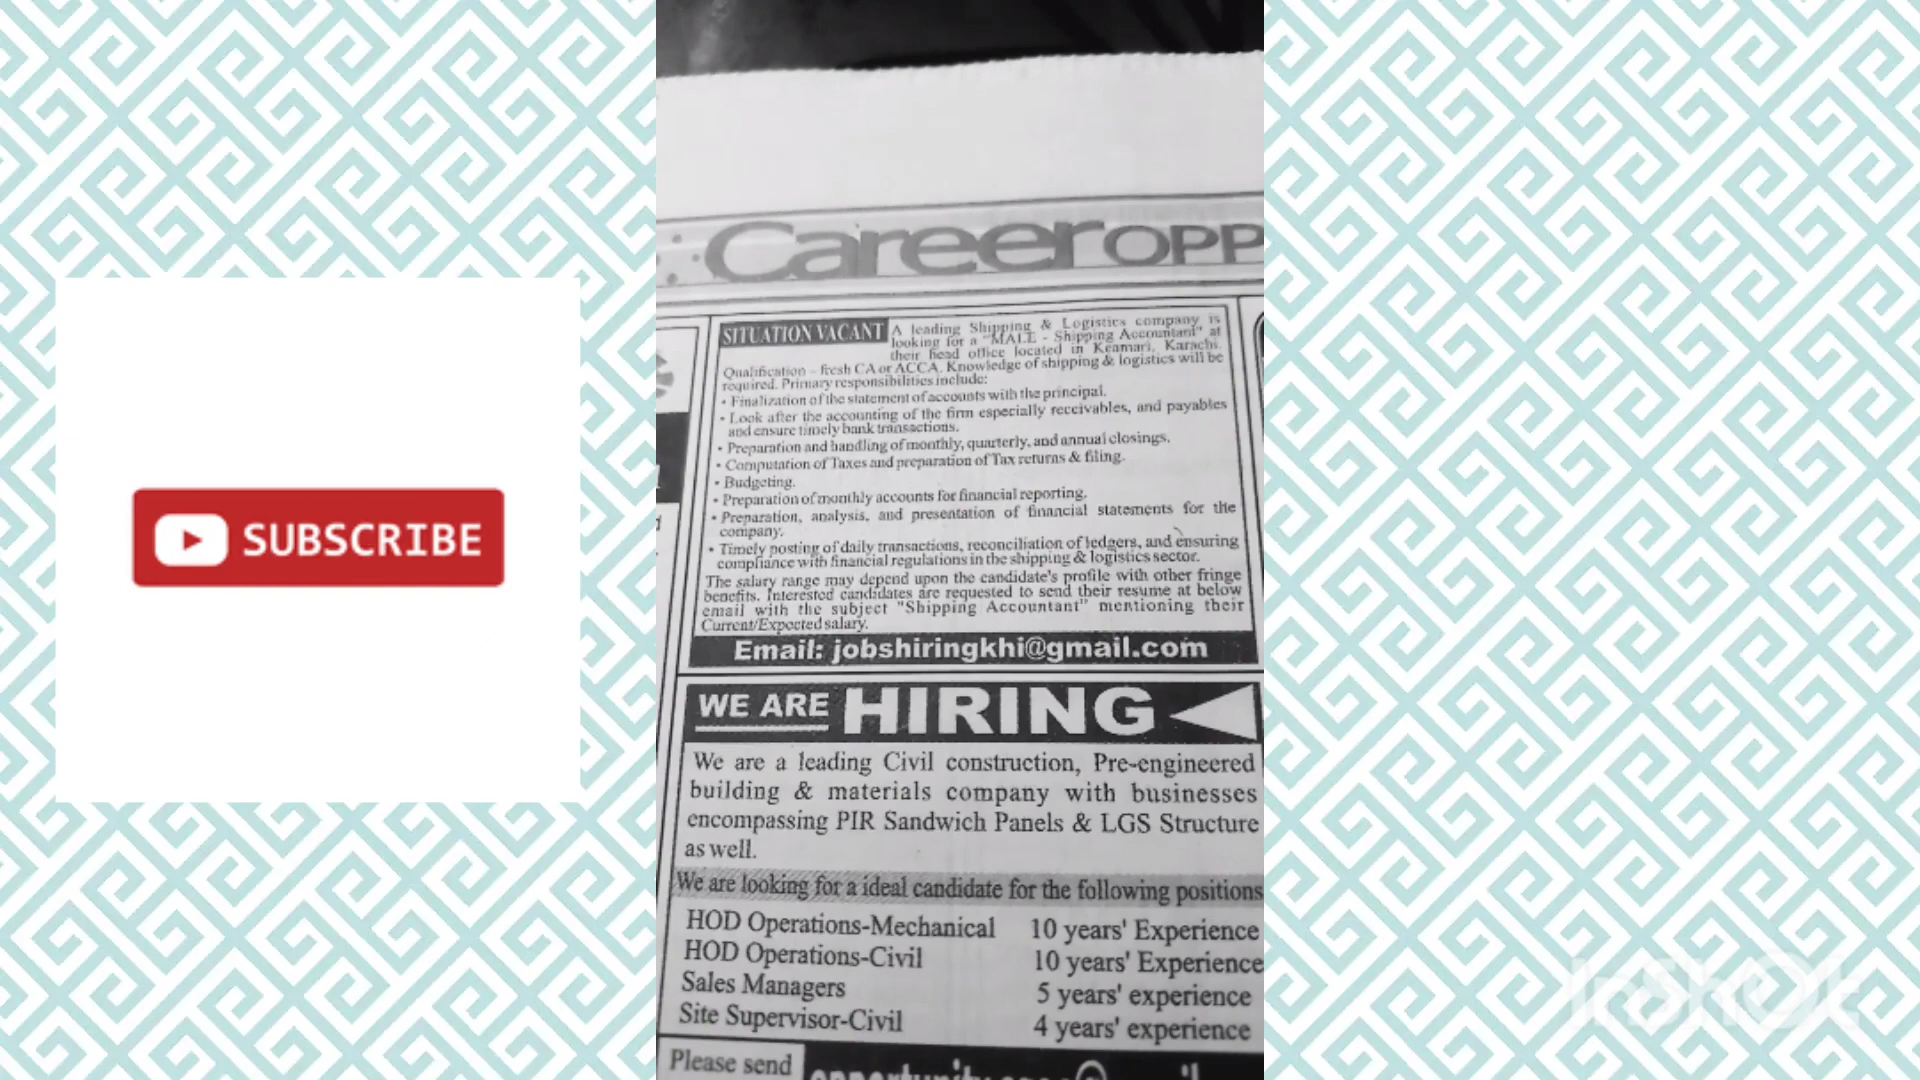 SUBSCRIBE
Career OPP
SITUATION VACANT A leading Shipping & Logistics company is
looking for a "MALE - Shipping Accountant" at
their head office located in Keamari, Karachi.
Qualification - fresh CA or ACCA. Knowledge of shipping & logistics will be
required. Primary responsibilities include:
• Finalization of the statement of accounts with the principal.
• Look after the accounting of the firm especially receivables, and payables
and ensure timely bank transactions.
• Preparation and handling of monthly, quarterly, and annual closings.
• Computation of Taxes and preparation of Tax returns & filing.
• Budgeting.
• Preparation of monthly accounts for financial reporting.
• Preparation, analysis, and presentation of financial statements for the
company.
• Timely posting of daily transactions, reconciliation of ledgers, and ensuring
compliance with financial regulations in the shipping & logistics sector.
The salary range may depend upon the candidate's profile with other fringe
benefits. Interested candidates are requested to send their resume at below
email with the subject "Shipping Accountant" mentioning their
Current/Expected salary.
Email: jobshiringkhi@gmail.com
WE ARE HIRING
We are a leading Civil construction, Pre-engineered
building & materials company with businesses
encompassing PIR Sandwich Panels & LGS Structure
as well.
We are looking for a ideal candidate for the following positions
HOD Operations-Mechanical 10 years' Experience
HOD Operations-Civil 10 years' Experience
Sales Managers 5 years' experience
Site Supervisor-Civil 4 years' experience
Please send
InShOt